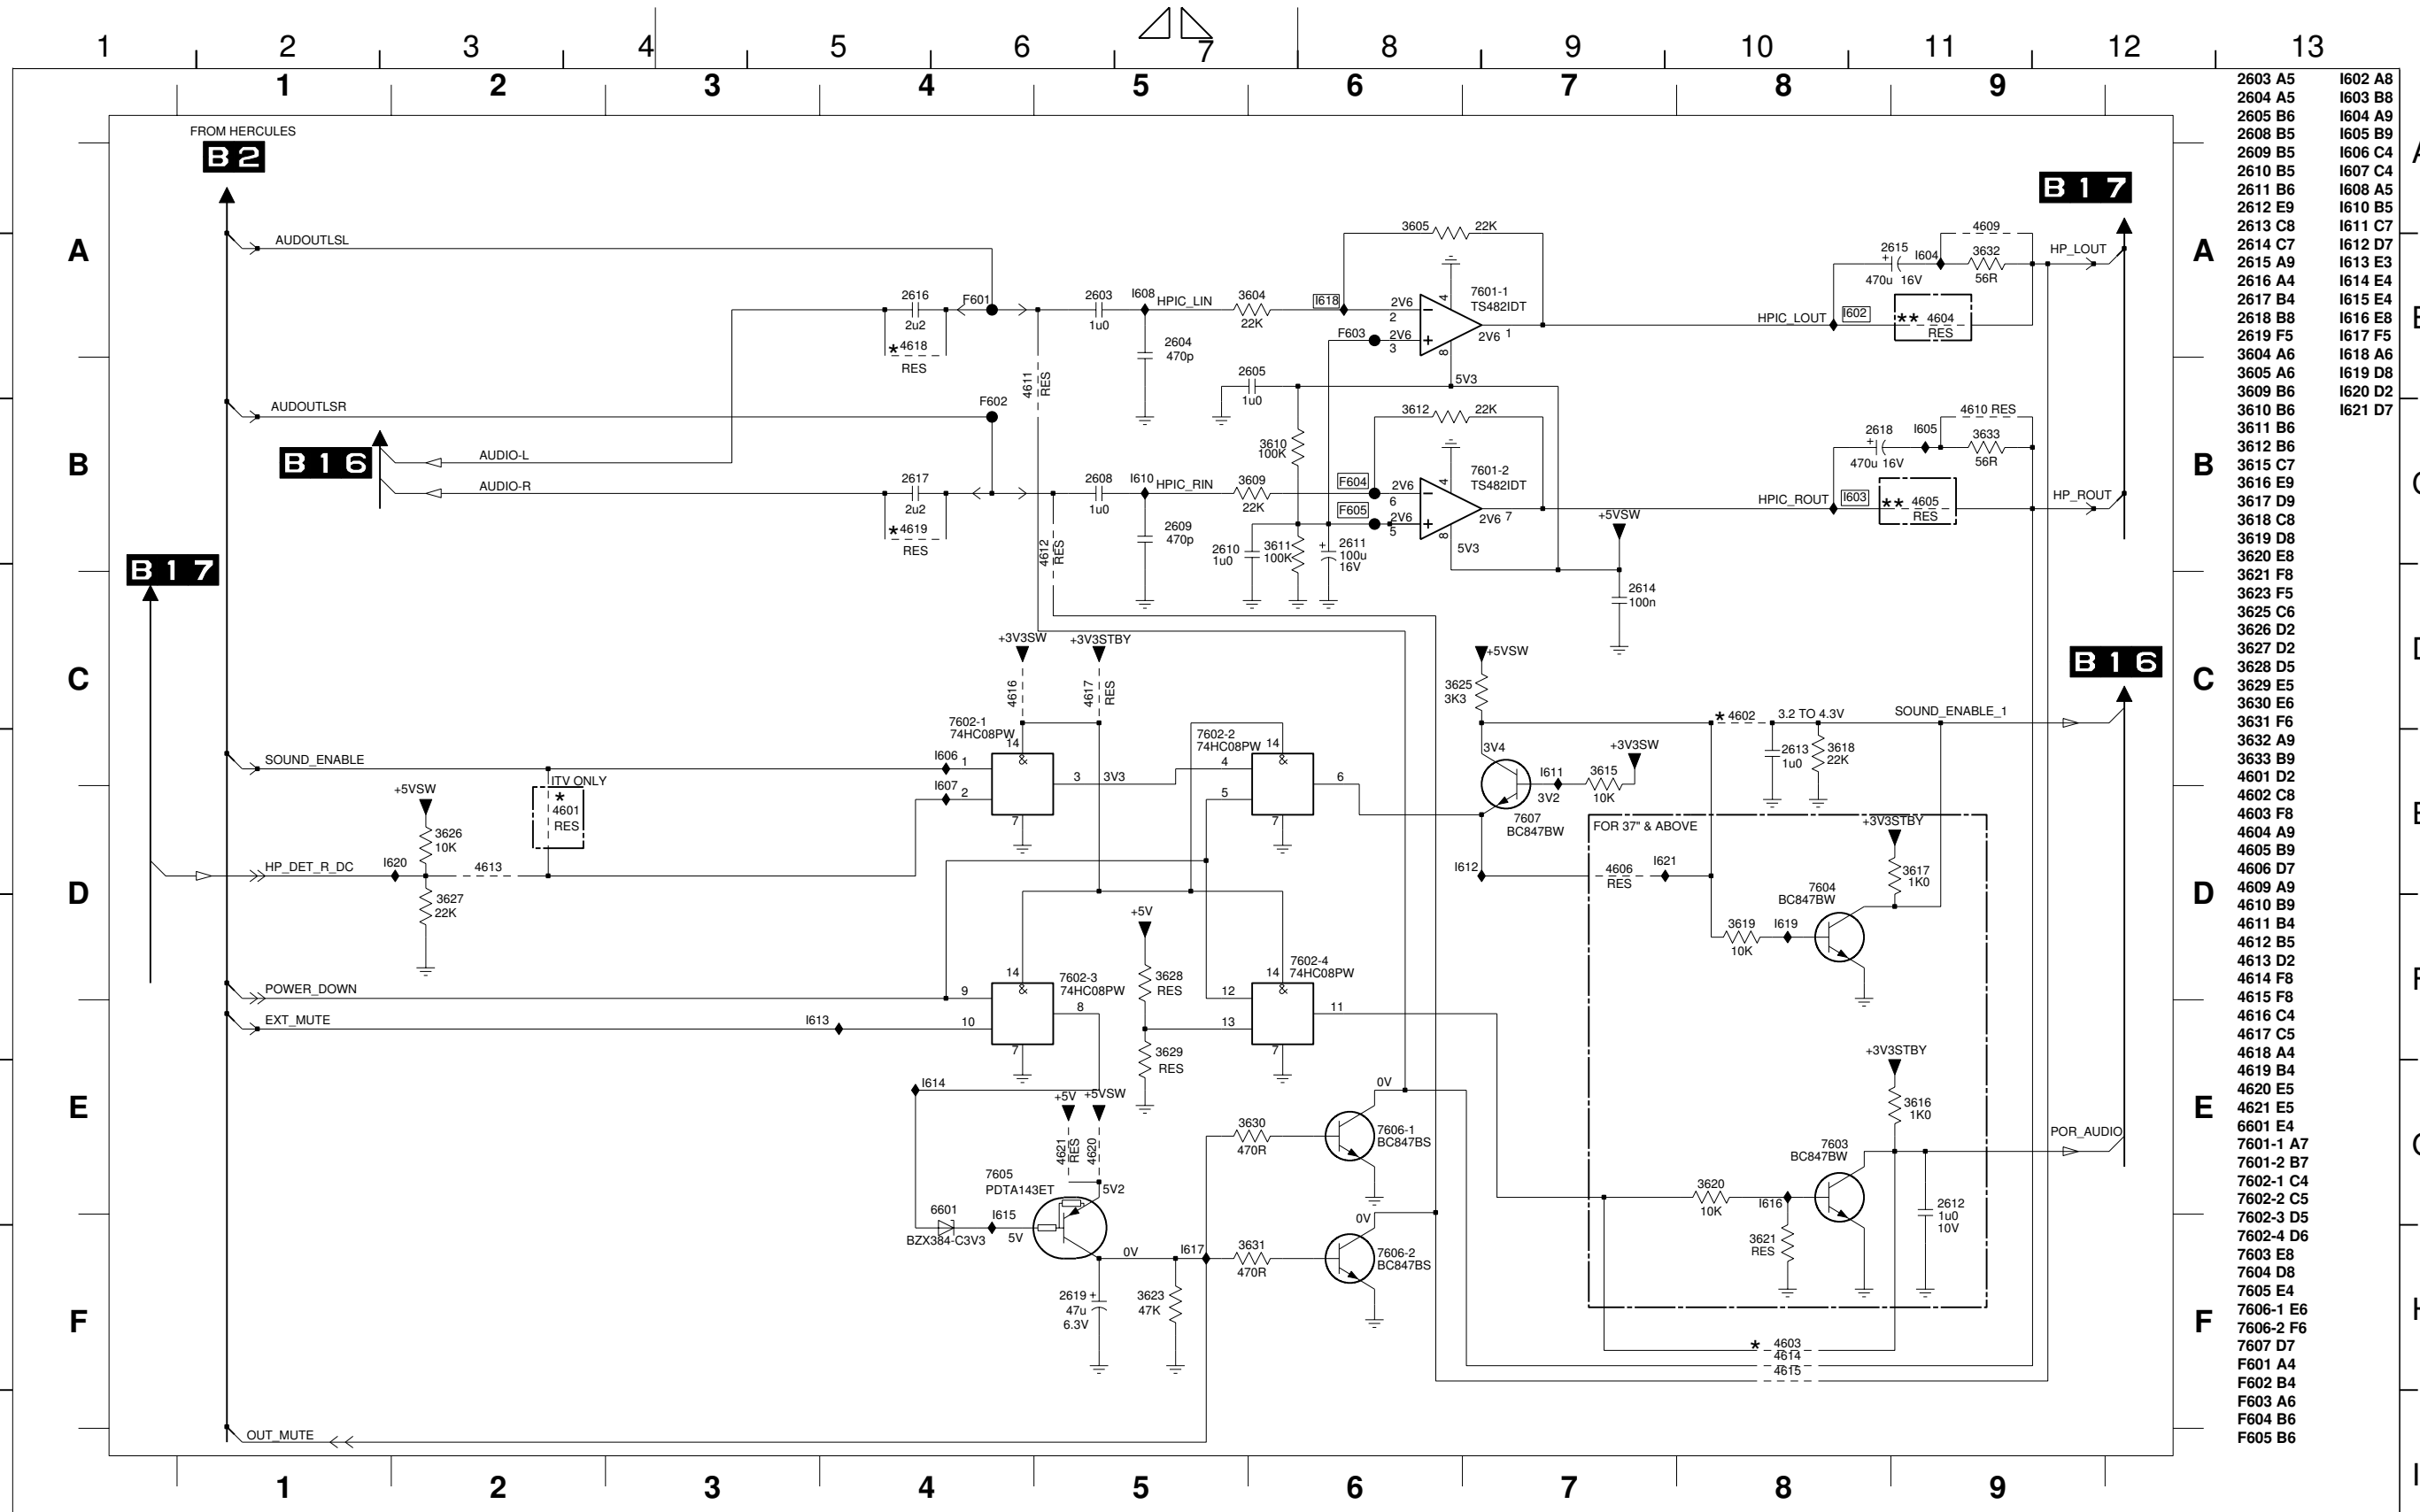 1 2 3 4 5 6 7 8 9 10 11 12 13
1 2 3 4 5 6 7 8 9
FROM HERCULES
B 2
B 1 7
A
AUDOUTLSL
3605 22K
4609
2615 I604 3632
+
470u 16V 56R
HP_LOUT
A
2616 F601 2603 I608 HPIC_LIN 3604 I618 2V6 4 7601-1
2u2 1u0 22K 2 − TS482IDT
HPIC_LOUT I602 ** 4604
RES
*4618
RES
2604
470p
F603 2V6 + 2V6 1
3 8
4611 RES
2605
1u0
5V3
AUDOUTLSR
F602
3612 22K
4610 RES
2618 I605 3633
+
470u 16V 56R
B
B 1 6
AUDIO-L
3610
100K
B
AUDIO-R
2617 2608 I610 HPIC_RIN 3609 F604 2V6 4 7601-2
2u2 1u0 22K 6 − TS482IDT
HPIC_ROUT I603 ** 4605
RES
HP_ROUT
*4619
RES
2609
470p
F605 2V6 + 2V6 7
5 8
+5VSW
4612 RES
2610
1u0
3611
100K
+ 2611
100u
16V
5V3
B 1 7
2614
100n
+3V3SW +3V3STBY
+5VSW
B 1 6
C
4616 4617 RES
3625
3K3
C
7602-1
74HC08PW
7602-2
74HC08PW
* 4602 3.2 TO 4.3V SOUND_ENABLE_1
SOUND_ENABLE
I606 1 14 & 3 3V3 4 14 & 6
3V4 +3V3SW
2613
1u0
3618
22K
ITV ONLY
*
4601
RES
+5VSW
I607 2 7 5 7
I611 3615
3V2 10K
7607
BC847BW
FOR 37" & ABOVE
+3V3STBY
3626
10K
HP_DET_R_DC I620 4613
I612 4606 I621
RES
3617
1K0
D
3627
22K
7604
BC847BW
D
+5V
3619 I619
10K
7602-3
74HC08PW
3628
RES
7602-4
74HC08PW
POWER_DOWN
9 14 & 8 12 14 & 11
EXT_MUTE I613 10 7 13 7
3629
RES
+3V3STBY
I614
+5V +5VSW
0V
E
3616
1K0
E
4621 RES 4620
3630
470R
7606-1
BC847BS
7603
BC847BW
POR_AUDIO
7605
PDTA143ET
5V2
3620 I616
10K
2612
1u0
10V
6601 I615
BZX384-C3V3 5V
0V I617 3631
470R
0V
7606-2
BC847BS
3621
RES
2619 +
47u
6.3V
3623
47K
F
F
* 4603
4614
4615
OUT_MUTE
1 2 3 4 5 6 7 8 9
2603 A5
2604 A5
2605 B6
2608 B5
2609 B5
2610 B5
2611 B6
2612 E9
2613 C8
2614 C7
2615 A9
2616 A4
2617 B4
2618 B8
2619 F5
3604 A6
3605 A6
3609 B6
3610 B6
3611 B6
3612 B6
3615 C7
3616 E9
3617 D9
3618 C8
3619 D8
3620 E8
3621 F8
3623 F5
3625 C6
3626 D2
3627 D2
3628 D5
3629 E5
3630 E6
3631 F6
3632 A9
3633 B9
4601 D2
4602 C8
4603 F8
4604 A9
4605 B9
4606 D7
4609 A9
4610 B9
4611 B4
4612 B5
4613 D2
4614 F8
4615 F8
4616 C4
4617 C5
4618 A4
4619 B4
4620 E5
4621 E5
6601 E4
7601-1 A7
7601-2 B7
7602-1 C4
7602-2 C5
7602-3 D5
7602-4 D6
7603 E8
7604 D8
7605 E4
7606-1 E6
7606-2 F6
7607 D7
F601 A4
F602 B4
F603 A6
F604 B6
F605 B6
I602 A8
I603 B8
I604 A9
I605 B9
I606 C4
I607 C4
I608 A5
I610 B5
I611 C7
I612 D7
I613 E3
I614 E4
I615 E4
I616 E8
I617 F5
I618 A6
I619 D8
I620 D2
I621 D7